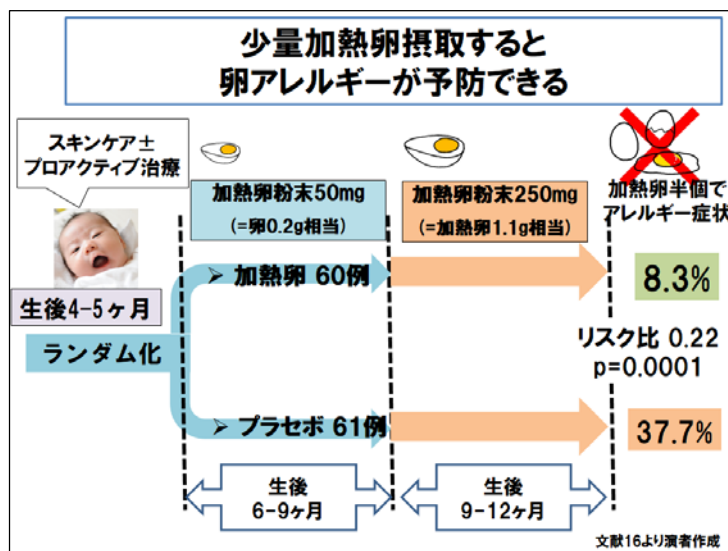 少量加熱卵摂取すると
卵アレルギーが予防できる
スキンケア±
プロアクティブ治療
生後4-5ヶ月
ランダム化
加熱卵粉末50mg
(=卵0.2g相当)
加熱卵粉末250mg
(=加熱卵1.1g相当)
加熱卵半個で
アレルギー症状
➢ 加熱卵 60例
8.3%
リスク比 0.22
p=0.0001
➢ プラセボ 61例
37.7%
生後
6-9ヶ月
生後
9-12ヶ月
文献16より演者作成